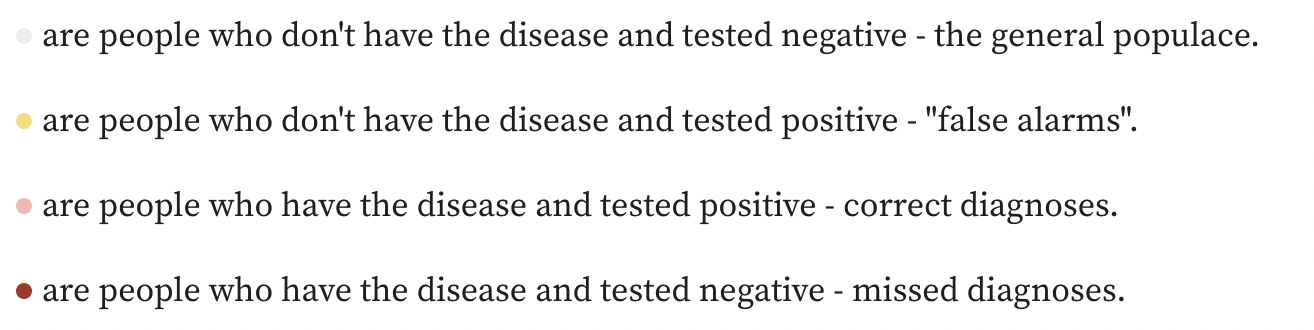 are people who don't have the disease and tested negative - the general populace.
are people who don't have the disease and tested positive - "false alarms".
are people who have the disease and tested positive - correct diagnoses.
are people who have the disease and tested negative - missed diagnoses.